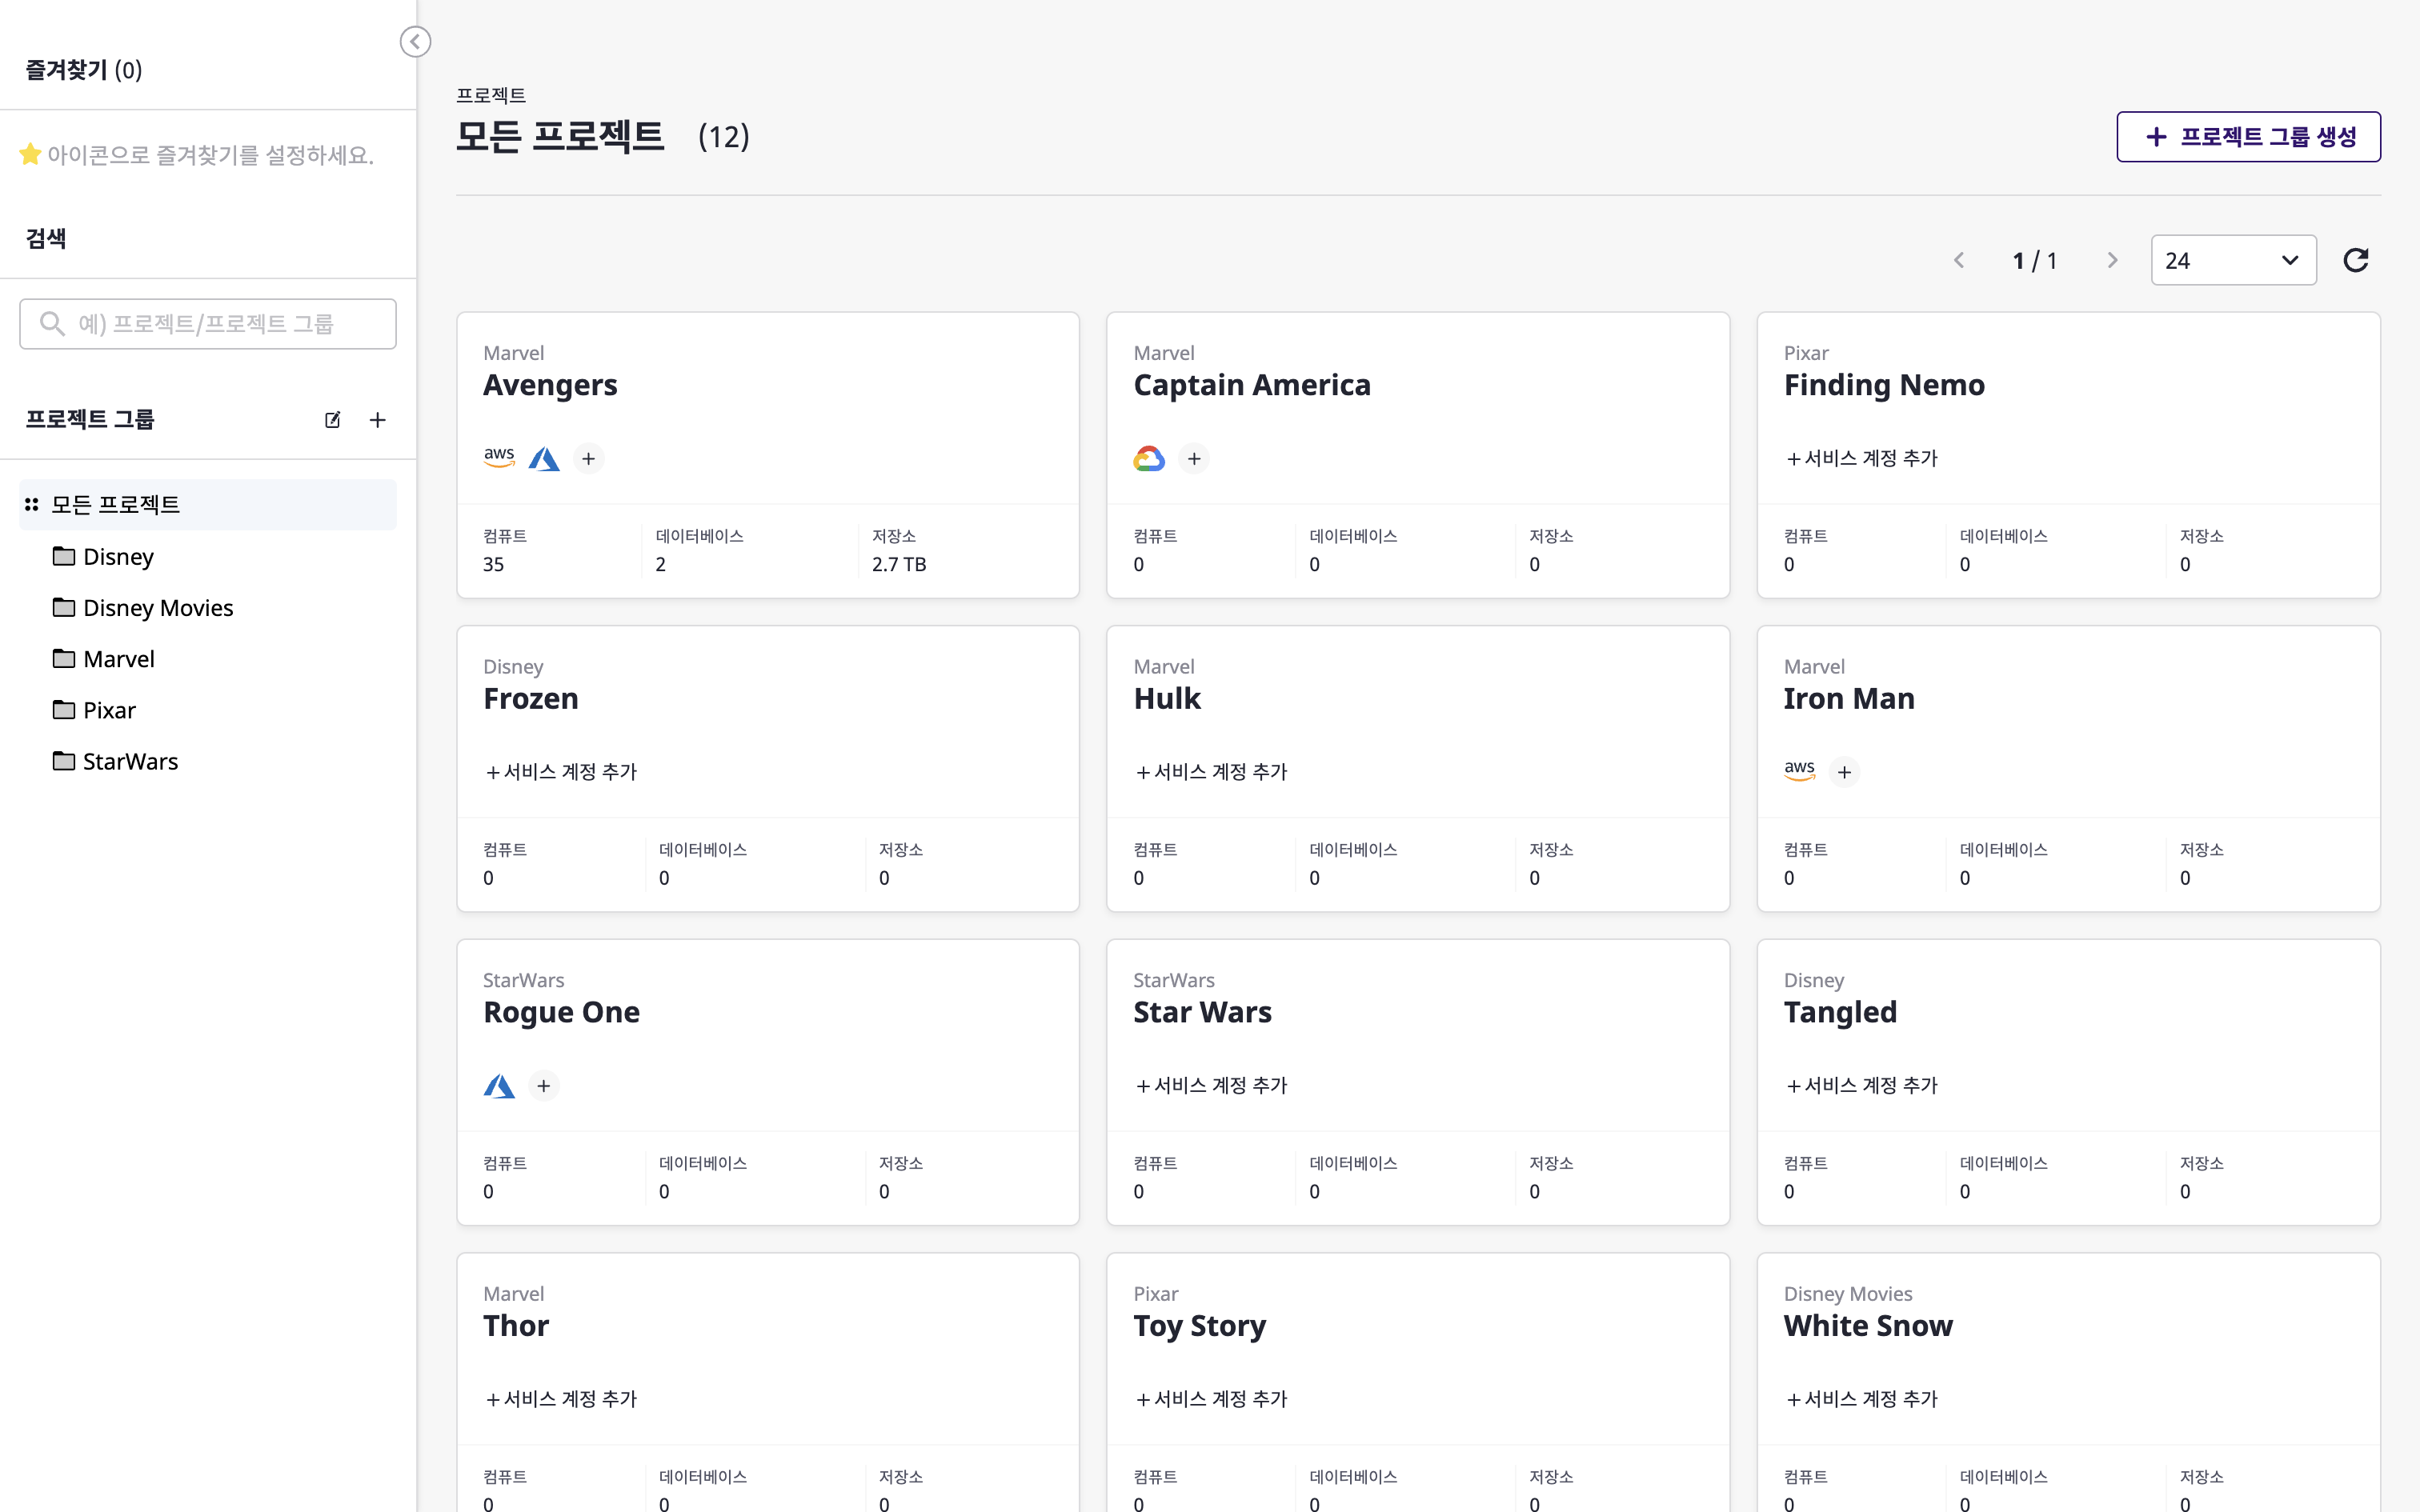 즐겨찾기 (0)
아이콘으로 즐겨찾기를 설정하세요.
검색
예) 프로젝트/프로젝트 그룹
프로젝트 그룹
모든 프로젝트
Disney
Disney Movies
Marvel
Pixar
StarWars
프로젝트
모든 프로젝트 (12)
+ 프로젝트 그룹 생성
1 / 1
24
Marvel
Avengers
aws
+
컴퓨트 데이터베이스 저장소
35 2 2.7 TB
Marvel
Captain America
+
컴퓨트 데이터베이스 저장소
0 0 0
Pixar
Finding Nemo
+ 서비스 계정 추가
컴퓨트 데이터베이스 저장소
0 0 0
Disney
Frozen
+ 서비스 계정 추가
컴퓨트 데이터베이스 저장소
0 0 0
Marvel
Hulk
+ 서비스 계정 추가
컴퓨트 데이터베이스 저장소
0 0 0
Marvel
Iron Man
aws
+
컴퓨트 데이터베이스 저장소
0 0 0
StarWars
Rogue One
+
컴퓨트 데이터베이스 저장소
0 0 0
StarWars
Star Wars
+ 서비스 계정 추가
컴퓨트 데이터베이스 저장소
0 0 0
Disney
Tangled
+ 서비스 계정 추가
컴퓨트 데이터베이스 저장소
0 0 0
Marvel
Thor
+ 서비스 계정 추가
컴퓨트 데이터베이스 저장소
0 0 0
Pixar
Toy Story
+ 서비스 계정 추가
컴퓨트 데이터베이스 저장소
0 0 0
Disney Movies
White Snow
+ 서비스 계정 추가
컴퓨트 데이터베이스 저장소
0 0 0